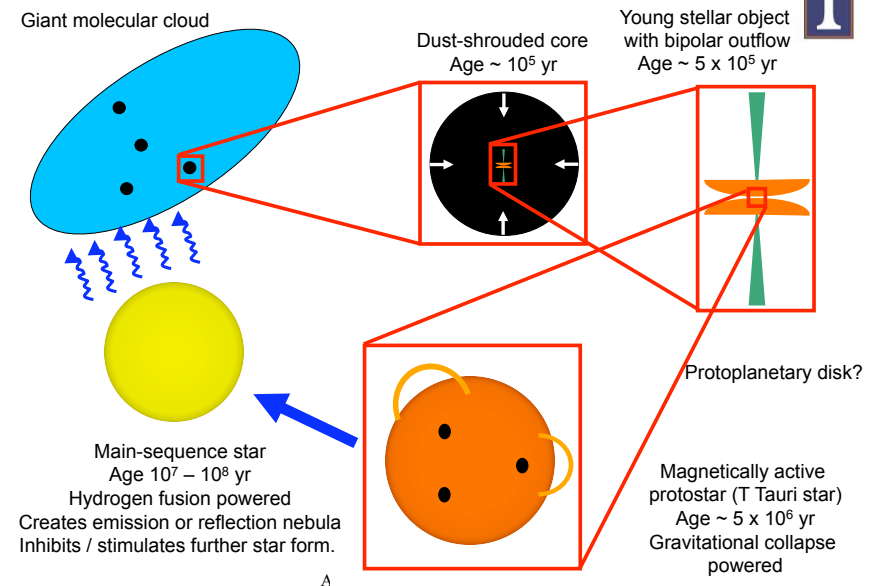 Giant molecular cloud
Dust-shrouded core
Age ~ 10⁵ yr
Young stellar object
with bipolar outflow
Age ~ 5 x 10⁵ yr
I
Protoplanetary disk?
Main-sequence star
Age 10⁷ – 10⁸ yr
Hydrogen fusion powered
Creates emission or reflection nebula
Inhibits / stimulates further star form.
Magnetically active
protostar (T Tauri star)
Age ~ 5 x 10⁶ yr
Gravitational collapse
powered
A